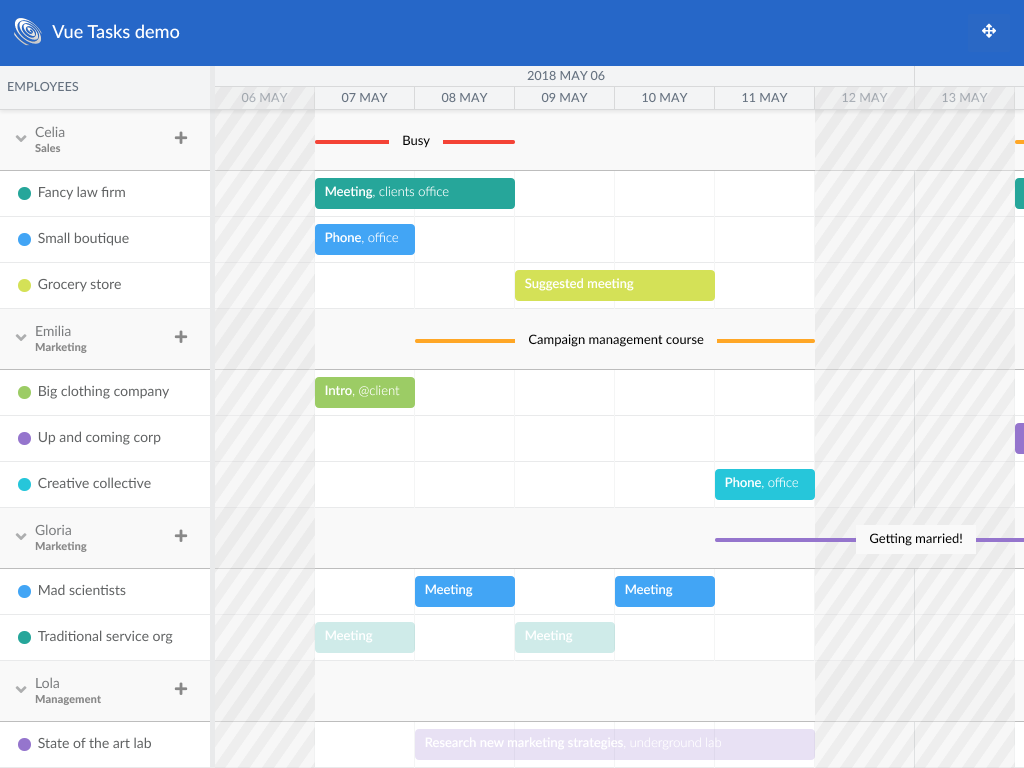 Vue Tasks demo
EMPLOYEES
2018 MAY 06
06 MAY 07 MAY 08 MAY 09 MAY 10 MAY 11 MAY 12 MAY 13 MAY
Celia
Sales
Busy
Fancy law firm
Meeting, clients office
Small boutique
Phone, office
Grocery store
Suggested meeting
Emilia
Marketing
Campaign management course
Big clothing company
Intro, @client
Up and coming corp
Creative collective
Phone, office
Gloria
Marketing
Getting married!
Mad scientists
Meeting Meeting
Traditional service org
Meeting Meeting
Lola
Management
State of the art lab
Research new marketing strategies, underground lab